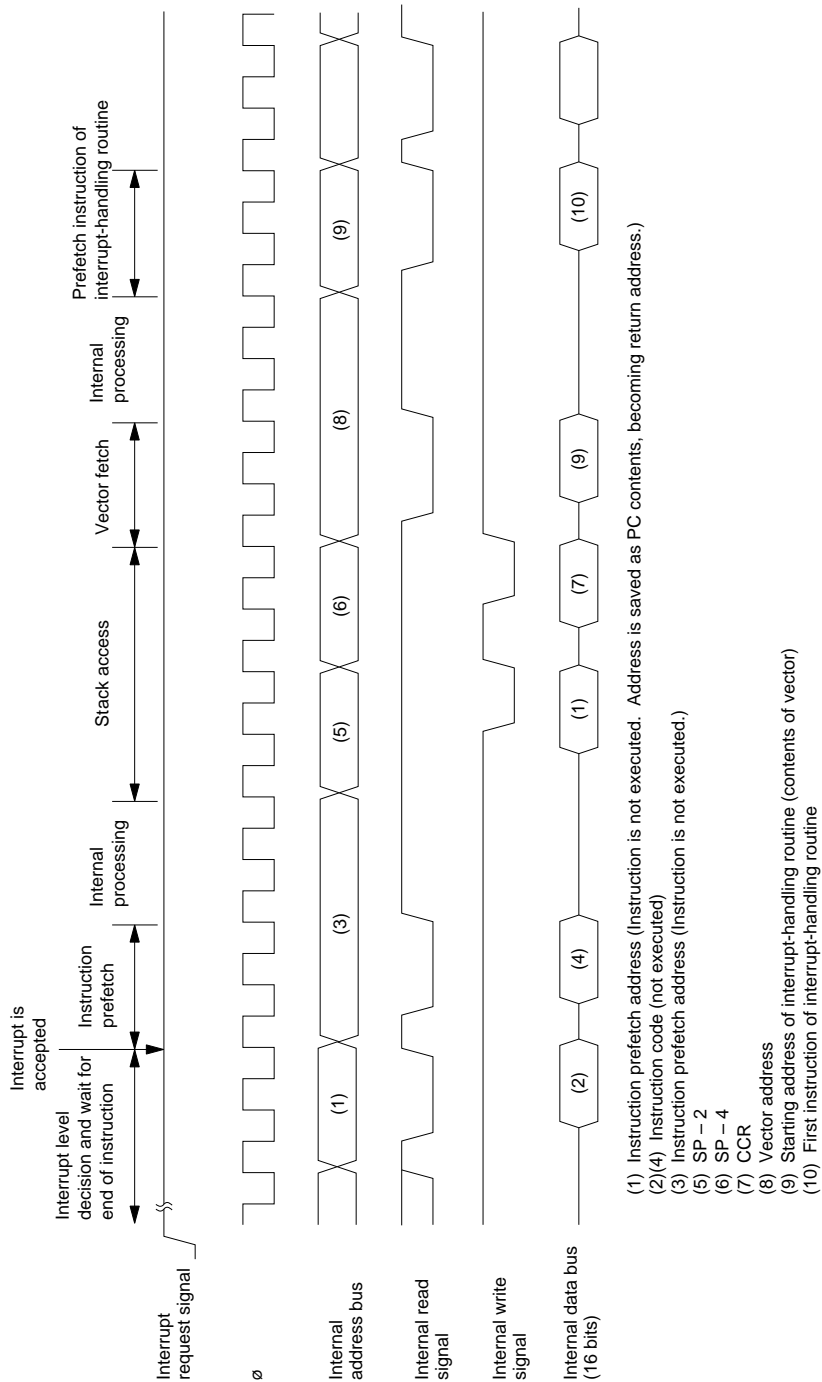 Interrupt is
accepted
Interrupt level
decision and wait for
end of instruction
Instruction
prefetch
Internal
processing
Stack access
Vector fetch
Internal
processing
Prefetch instruction of
interrupt-handling routine
Interrupt
request signal
ø
Internal
address bus
(1)
(3)
(5)
(6)
(8)
(9)
Internal read
signal
Internal write
signal
Internal data bus
(16 bits)
(2)
(4)
(1)
(7)
(9)
(10)
(1) Instruction prefetch address (Instruction is not executed. Address is saved as PC contents, becoming return address.)
(2)(4) Instruction code (not executed)
(3) Instruction prefetch address (Instruction is not executed.)
(5) SP – 2
(6) SP – 4
(7) CCR
(8) Vector address
(9) Starting address of interrupt-handling routine (contents of vector)
(10) First instruction of interrupt-handling routine